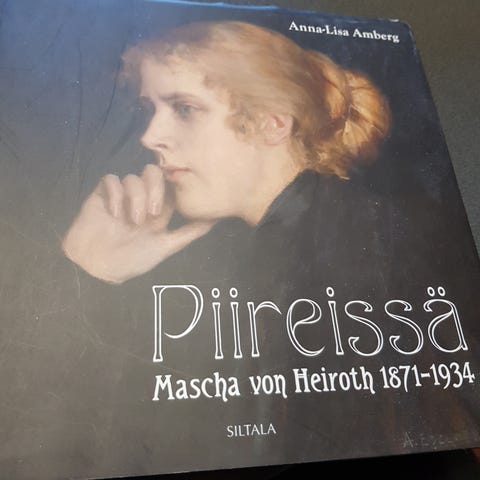 Anna-Lisa Amberg
Piireissä
Mascha von Heiroth 1871–1934
SILTALA